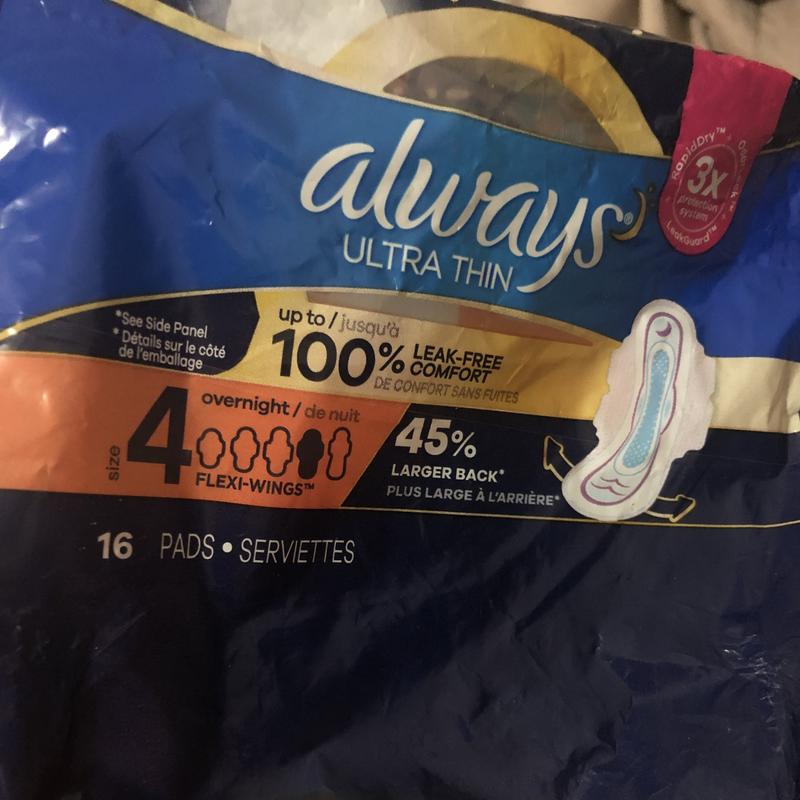 always®
ULTRA THIN
RapidDry™
3x
protection
system
LeakGuard™
*See Side Panel
* Détails sur le côté
de l'emballage
up to / jusqu'à
100% LEAK-FREE
COMFORT
DE CONFORT SANS FUITES
size 4
overnight / de nuit
FLEXI-WINGS™
45%
LARGER BACK*
PLUS LARGE À L'ARRIÈRE*
16 PADS • SERVIETTES